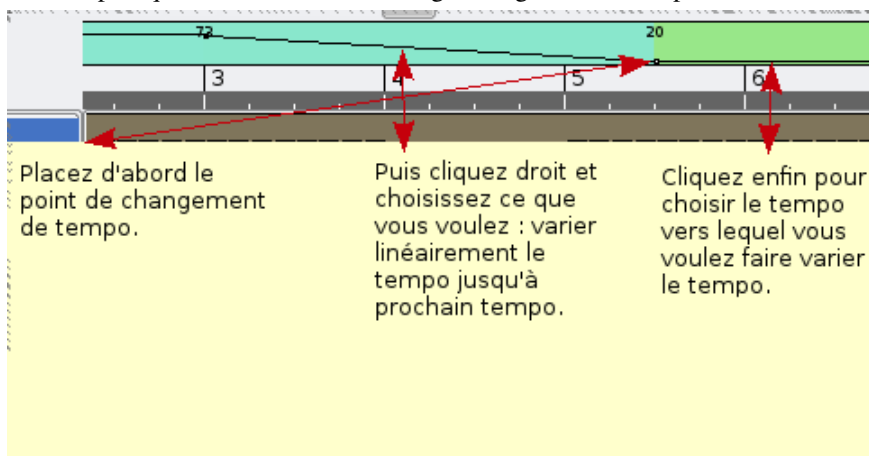 72
20
3
4
5
6
Placez d'abord le
point de changement
de tempo.
Puis cliquez droit et
choisissez ce que
vous voulez : varier
linéairement le
tempo jusqu'à
prochain tempo.
Cliquez enfin pour
choisir le tempo
vers lequel vous
voulez faire varier
le tempo.